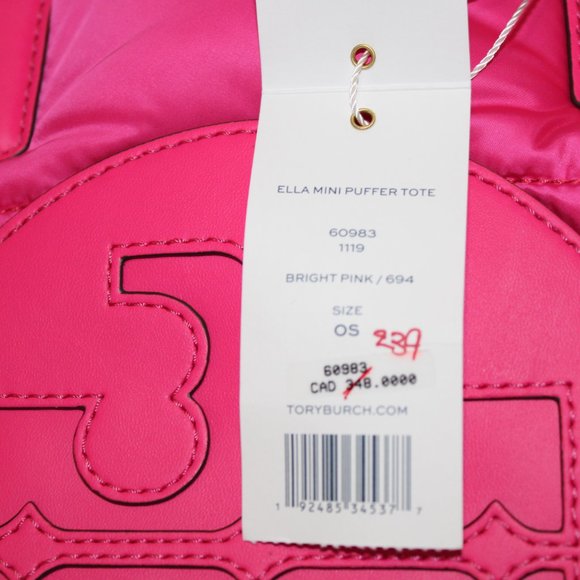 ELLA MINI PUFFER TOTE
60983
1119
BRIGHT PINK / 694
SIZE
OS
239
60983
CAD 348.0000
TORYBURCH.COM
1 92485 34537 7